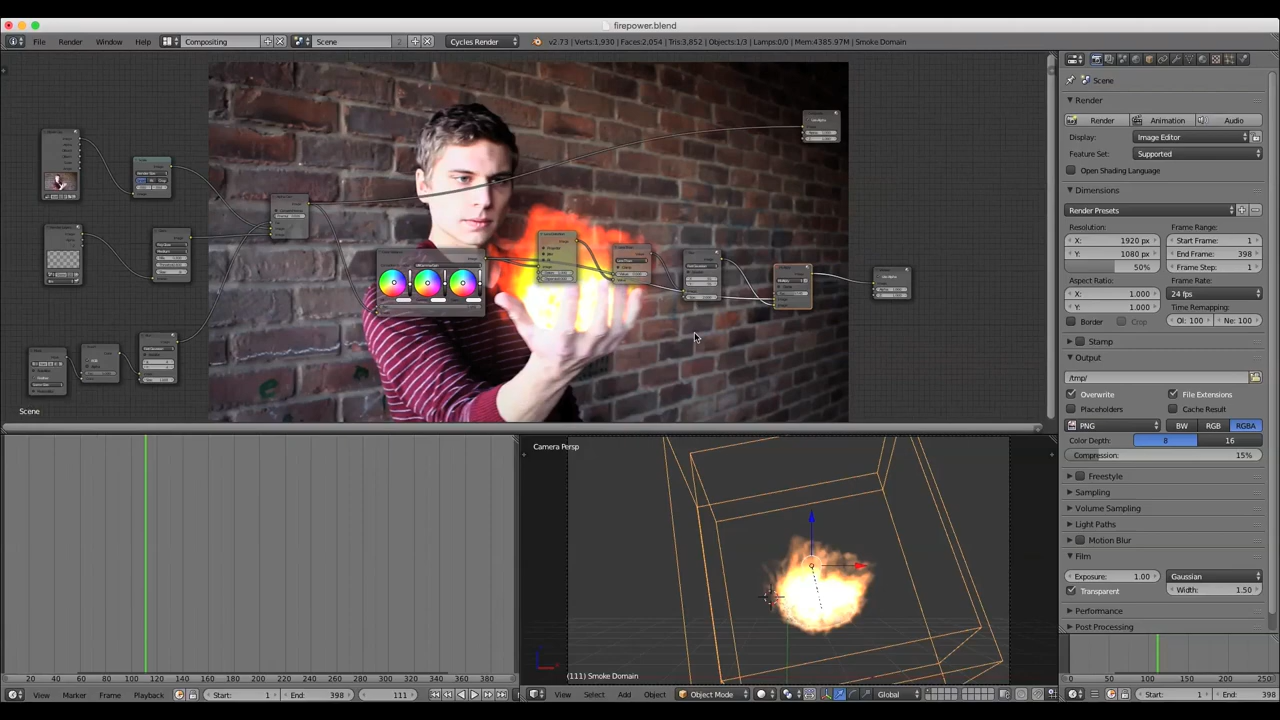 firepower.blend
File Render Window Help Compositing Scene 2 Cycles Render v2.73 | Verts:1,930 | Faces:2,054 | Tris:3,852 | Objects:1/3 | Lamps:0/0 | Mem:4385.97M | Smoke Domain
Scene
Render
Render Animation Audio
Display: Image Editor
Feature Set: Supported
Open Shading Language
Dimensions
Render Presets
Resolution: Frame Range:
X: 1920 px Start Frame: 1
Y: 1080 px End Frame: 398
50% Frame Step: 1
Aspect Ratio: Frame Rate:
X: 1.000 24 fps
Y: 1.000 Time Remapping:
Border Crop Ol: 100 Ne: 100
Stamp
Output
/tmp/
Overwrite File Extensions
Placeholders Cache Result
PNG BW RGB RGBA
Color Depth: 8 16
Compression: 15%
Freestyle
Sampling
Volume Sampling
Light Paths
Motion Blur
Film
Exposure: 1.00 Gaussian
Transparent Width: 1.50
Performance
Post Processing
Scene
Camera Persp
(111) Smoke Domain
20 40 60 80 100 120 140 160 180 200 220 240 260 280 300 320 340 360 380
View Marker Frame Playback Start: 1 End: 398 111
View Select Add Object Object Mode Global
0 50 100 150 200 250
Start: 1 End: 398